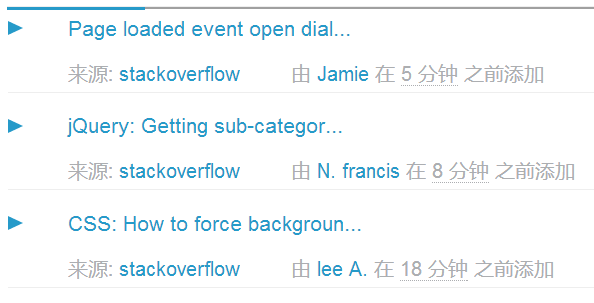 Page loaded event open dial...
来源: stackoverflow 由 Jamie 在 5 分钟 之前添加
jQuery: Getting sub-categor...
来源: stackoverflow 由 N. francis 在 8 分钟 之前添加
CSS: How to force backgroun...
来源: stackoverflow 由 lee A. 在 18 分钟 之前添加